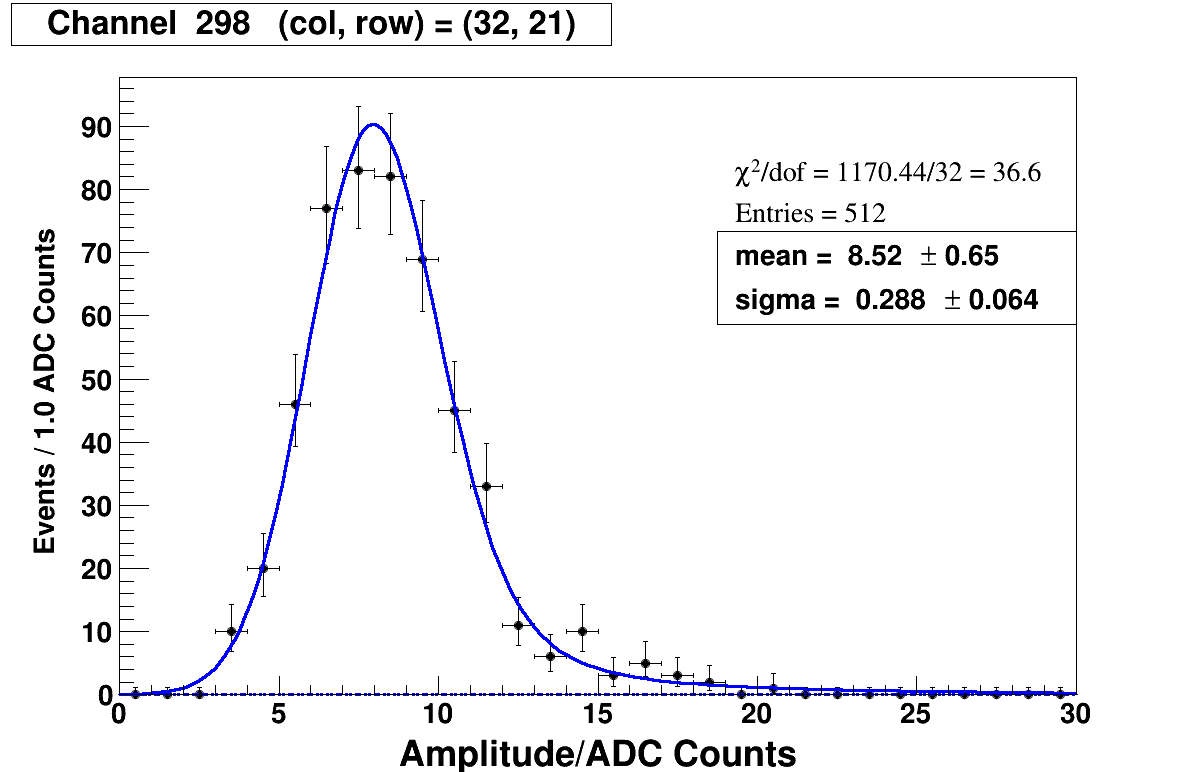 Channel 298 (col, row) = (32, 21)
χ²/dof = 1170.44/32 = 36.6
Entries = 512
mean = 8.52 ± 0.65
sigma = 0.288 ± 0.064
Events / 1.0 ADC Counts
90
80
70
60
50
40
30
20
10
0
0 5 10 15 20 25 30
Amplitude/ADC Counts